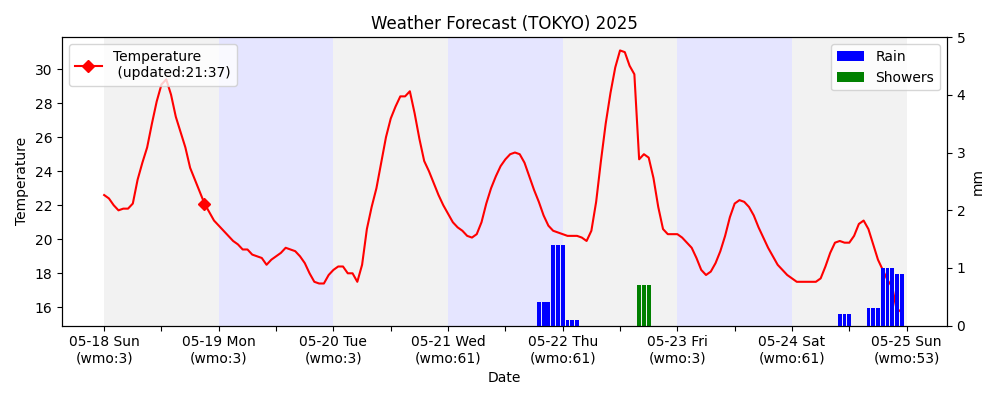 Weather Forecast (TOKYO) 2025
Temperature
(updated:21:37)
Rain
Showers
Temperature
30
28
26
24
22
20
18
16
5
4
3
2
1
0
mm
05-18 Sun
(wmo:3)
05-19 Mon
(wmo:3)
05-20 Tue
(wmo:3)
05-21 Wed
(wmo:61)
05-22 Thu
(wmo:61)
05-23 Fri
(wmo:3)
05-24 Sat
(wmo:61)
05-25 Sun
(wmo:53)
Date